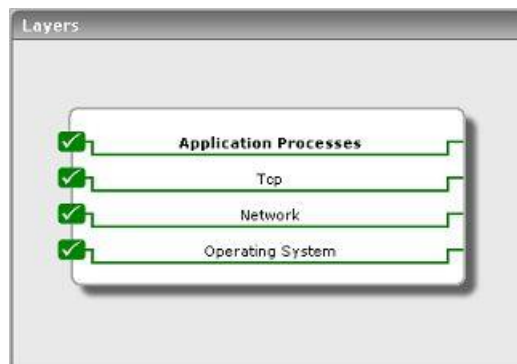 Layers
Application Processes
Tcp
Network
Operating System